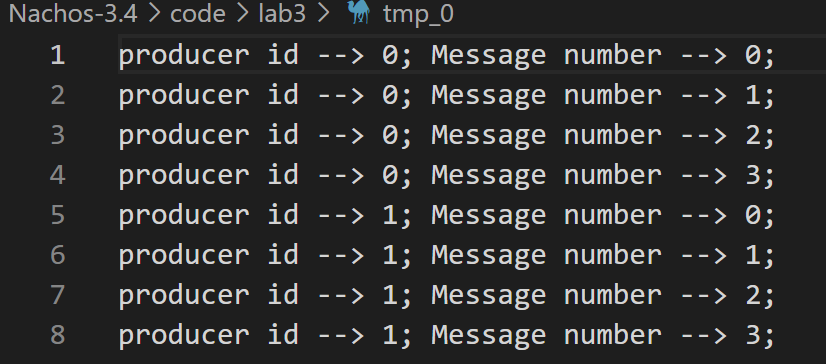 Nachos-3.4 > code > lab3 > tmp_0
1 producer id --> 0; Message number --> 0;
2 producer id --> 0; Message number --> 1;
3 producer id --> 0; Message number --> 2;
4 producer id --> 0; Message number --> 3;
5 producer id --> 1; Message number --> 0;
6 producer id --> 1; Message number --> 1;
7 producer id --> 1; Message number --> 2;
8 producer id --> 1; Message number --> 3;